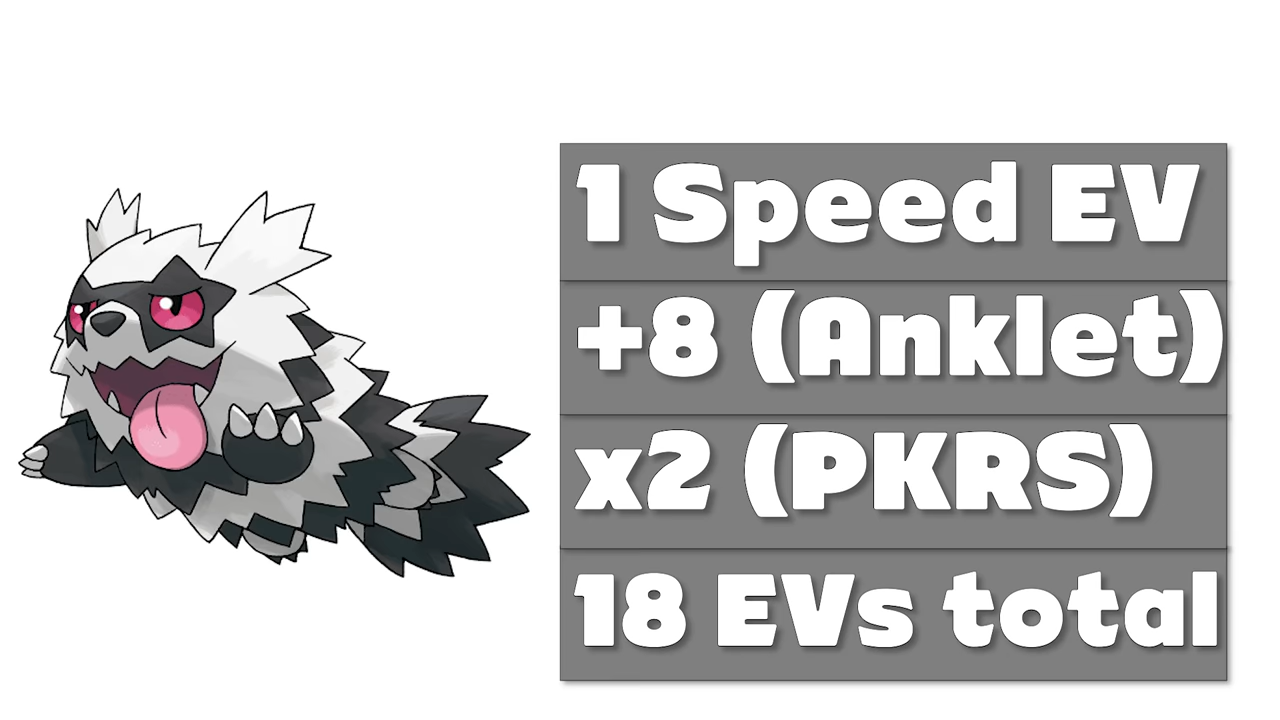 1 Speed EV
+8 (Anklet)
x2 (PKRS)
18 EVs total